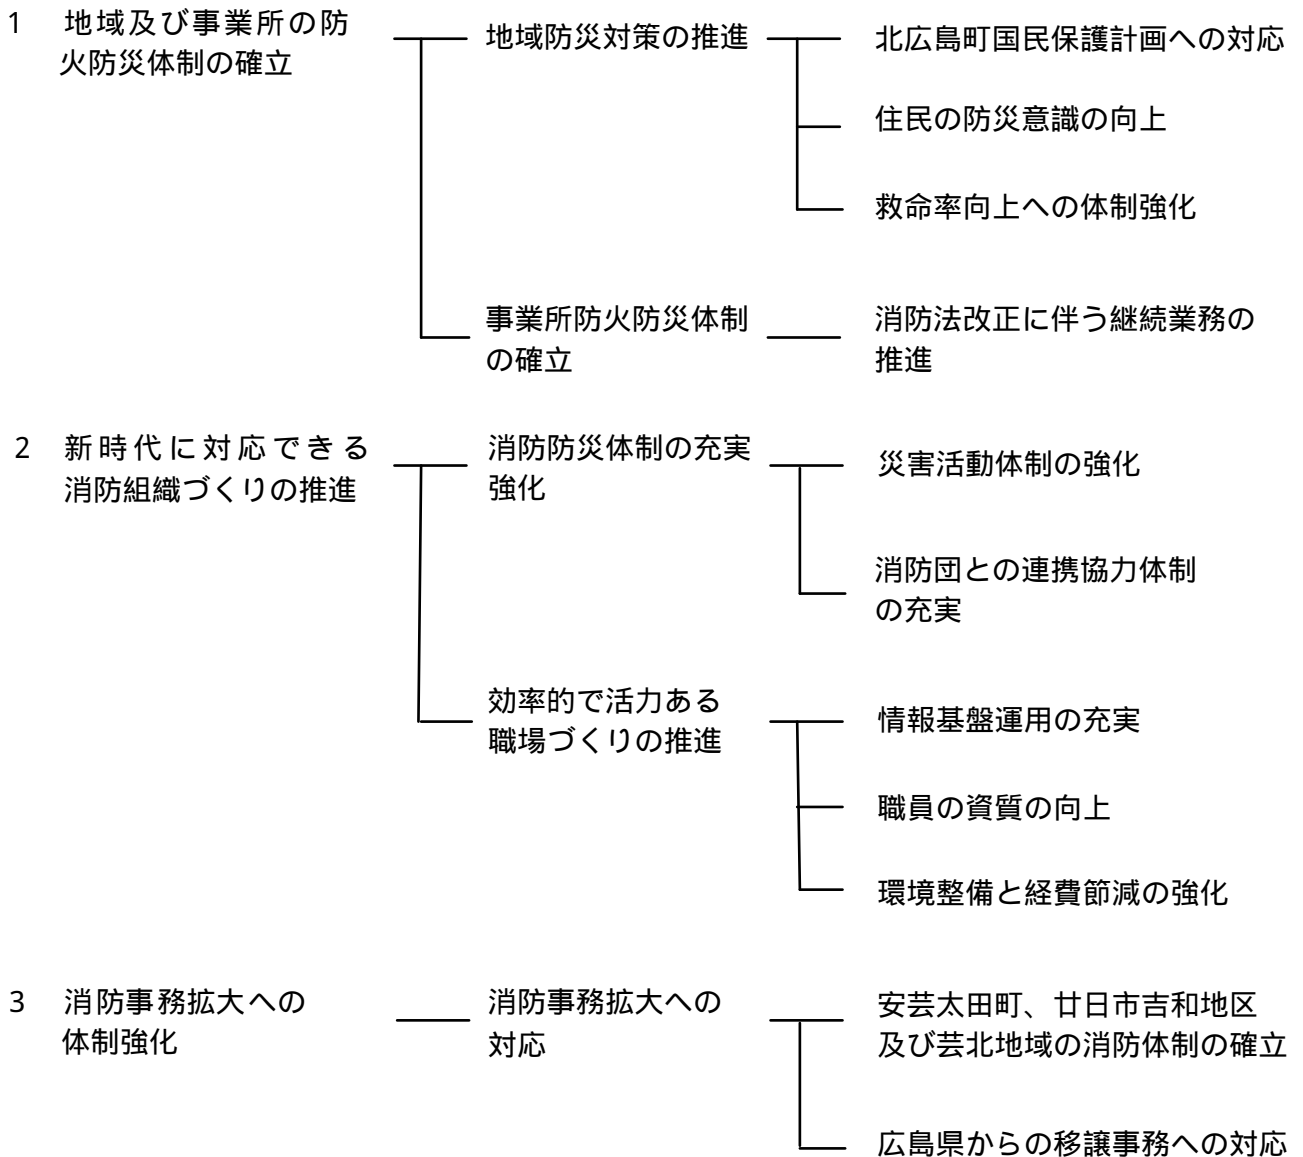 1 地域及び事業所の防
火防災体制の確立
地域防災対策の推進
北広島町国民保護計画への対応
住民の防災意識の向上
救命率向上への体制強化
事業所防火防災体制
の確立
消防法改正に伴う継続業務の
推進
2 新時代に対応できる
消防組織づくりの推進
消防防災体制の充実
強化
災害活動体制の強化
消防団との連携協力体制
の充実
効率的で活力ある
職場づくりの推進
情報基盤運用の充実
職員の資質の向上
環境整備と経費節減の強化
3 消防事務拡大への
体制強化
消防事務拡大への
対応
安芸太田町、廿日市吉和地区
及び芸北地域の消防体制の確立
広島県からの移譲事務への対応